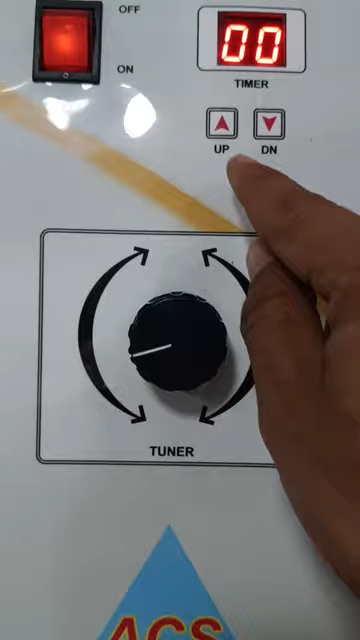 OFF
ON
00
TIMER
UP DN
TUNER
ACS